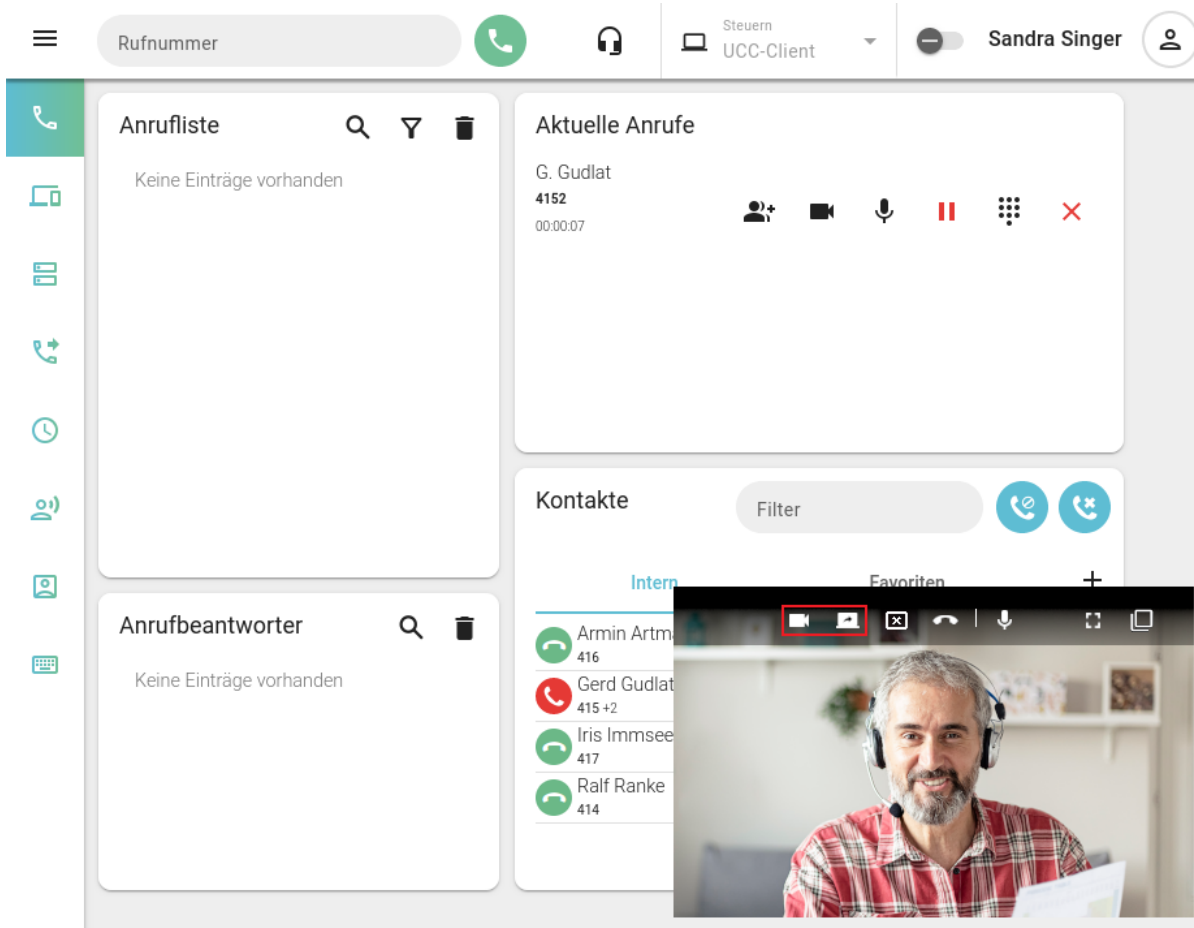 Rufnummer
Steuern
UCC-Client
Sandra Singer
Anrufliste
Keine Einträge vorhanden
Aktuelle Anrufe
G. Gudlat
4152
00:00:07
Kontakte
Filter
Intern
Favoriten
Armin Artm
416
Gerd Gudlat
415 +2
Iris Immsee
417
Ralf Ranke
414
Anrufbeantworter
Keine Einträge vorhanden